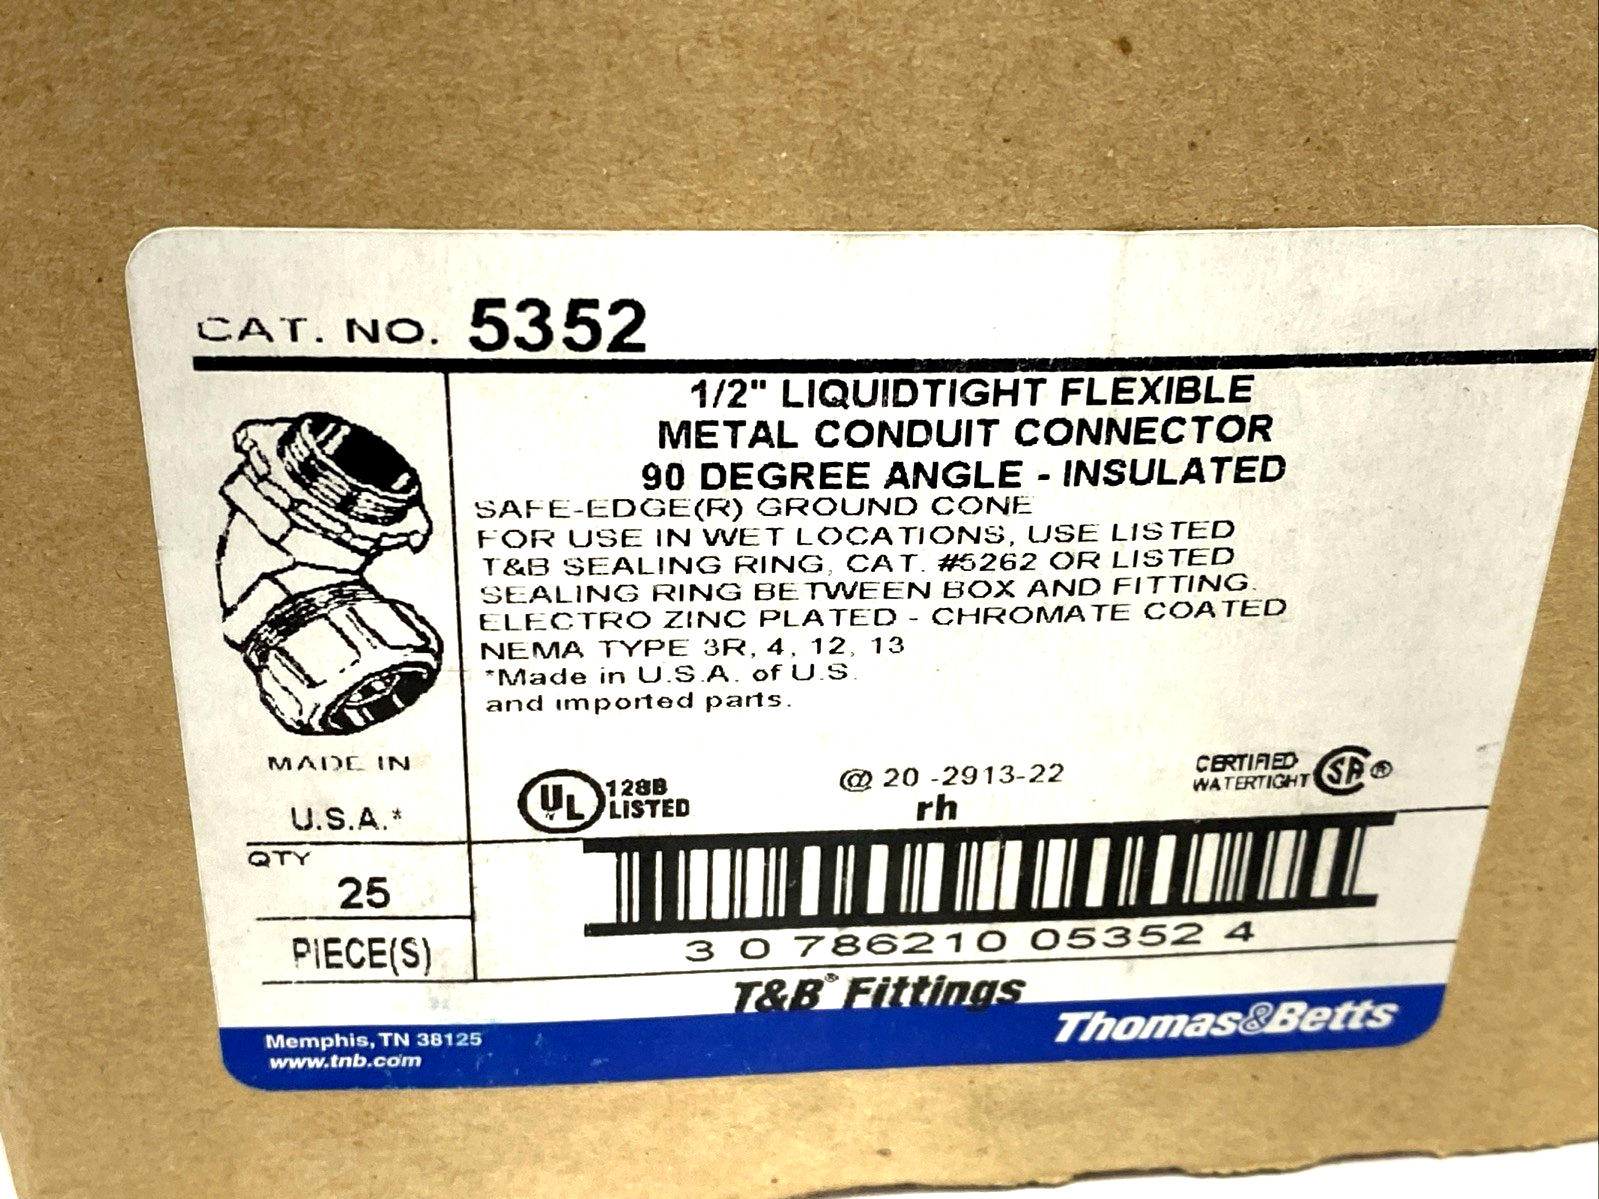 CAT. NO. 5352
1/2" LIQUIDTIGHT FLEXIBLE
METAL CONDUIT CONNECTOR
90 DEGREE ANGLE - INSULATED
SAFE-EDGE(R) GROUND CONE
FOR USE IN WET LOCATIONS, USE LISTED
T&B SEALING RING, CAT. #5262 OR LISTED
SEALING RING BETWEEN BOX AND FITTING.
ELECTRO ZINC PLATED - CHROMATE COATED
NEMA TYPE 3R, 4, 12, 13
*Made in U.S.A. of U.S.
and imported parts.
MADE IN
U.S.A.*
UL 128B
LISTED
@ 20 -2913-22
rh
CERTIFIED
WATERTIGHT
SA ®
QTY
25
PIECE(S)
3 0 786210 05352 4
T&B® Fittings
Thomas&Betts
Memphis, TN 38125
www.tnb.com